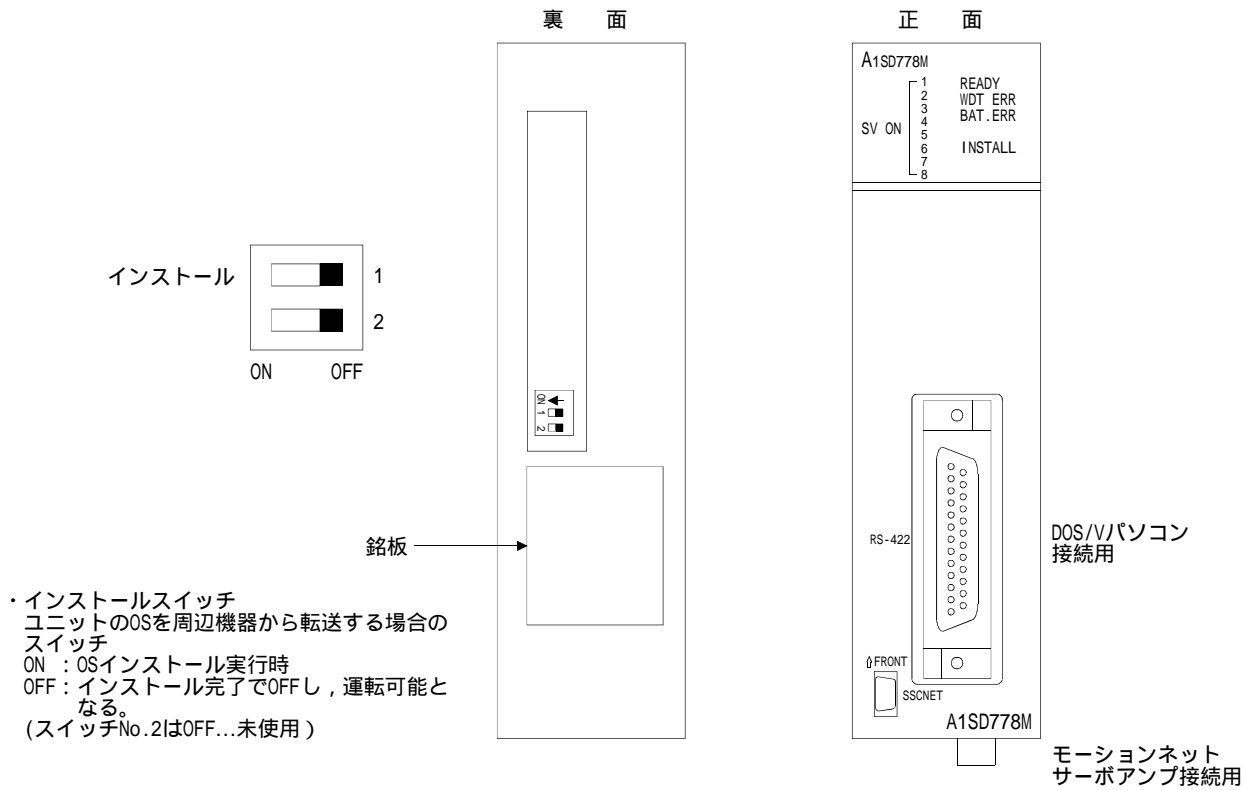 裏 面
正 面
A1SD778M
SV ON
1
2
3
4
5
6
7
8
READY
WDT ERR
BAT.ERR
INSTALL
インストール
1
2
ON OFF
ON
1
2
銘板
・インストールスイッチ
ユニットのOSを周辺機器から転送する場合の
スイッチ
ON :OSインストール実行時
OFF:インストール完了でOFFし,運転可能と
なる。
(スイッチNo.2はOFF...未使用)
RS-422
DOS/Vパソコン
接続用
⇧FRONT
SSCNET
A1SD778M
モーションネット
サーボアンプ接続用